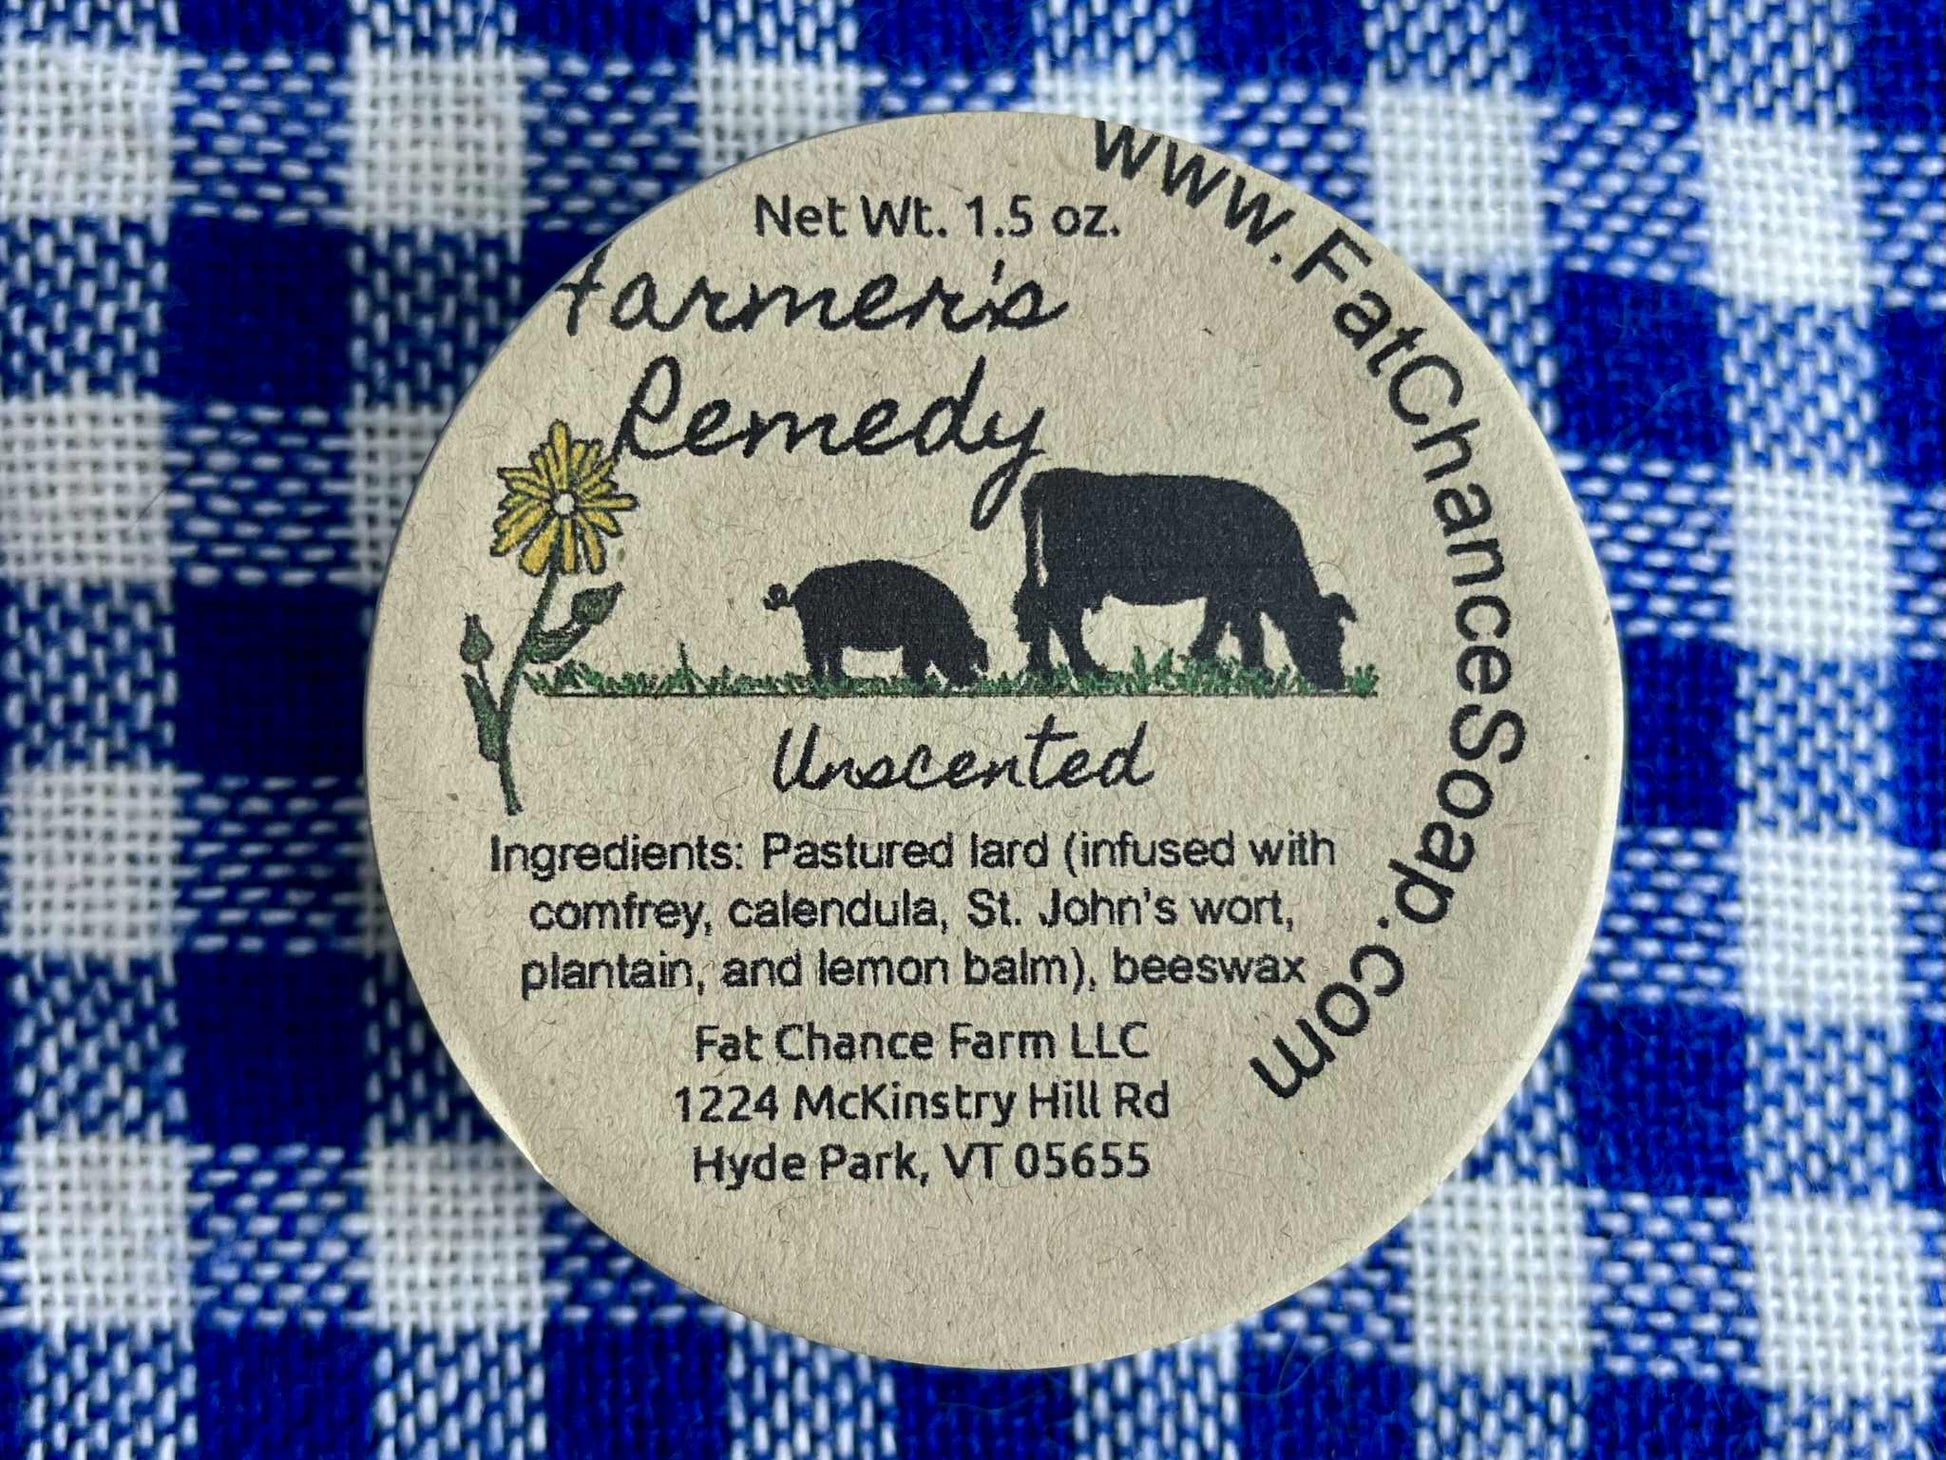 Net Wt. 1.5 oz.
www.FatChanceSoap.com
Farmer's
Remedy
Unscented
Ingredients: Pastured lard (infused with
comfrey, calendula, St. John's wort,
plantain, and lemon balm), beeswax
Fat Chance Farm LLC
1224 McKinstry Hill Rd
Hyde Park, VT 05655